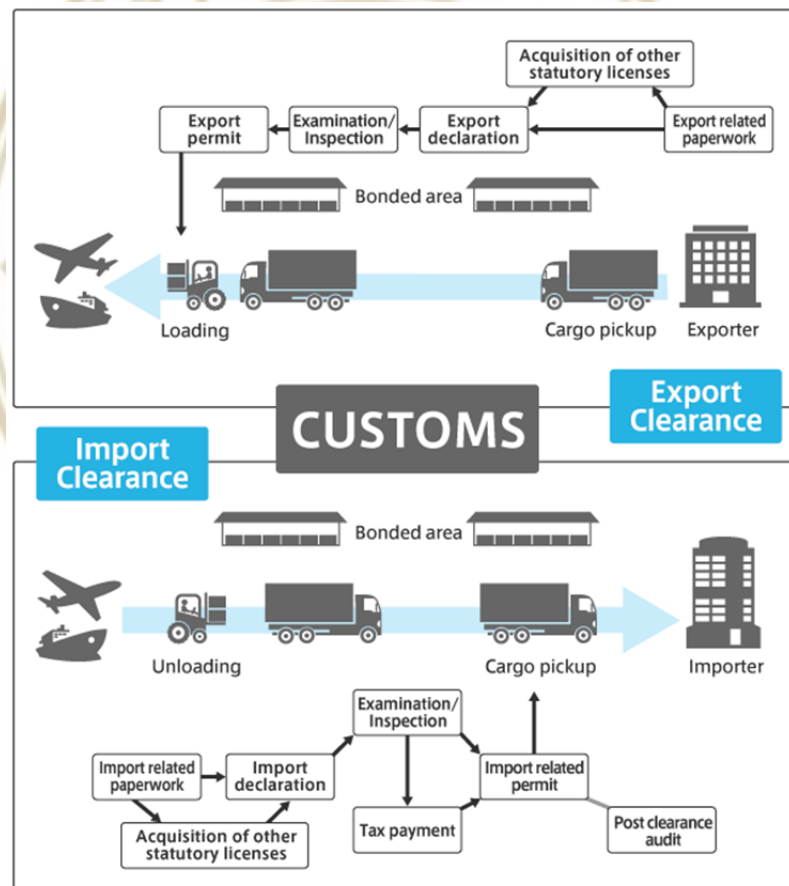 Acquisition of other
statutory licenses
Export
permit
Examination/
Inspection
Export
declaration
Export related
paperwork
Bonded area
Loading
Cargo pickup
Exporter
CUSTOMS
Export
Clearance
Import
Clearance
Bonded area
Unloading
Cargo pickup
Importer
Examination/
Inspection
Import related
paperwork
Import
declaration
Import related
permit
Acquisition of other
statutory licenses
Tax payment
Post clearance
audit